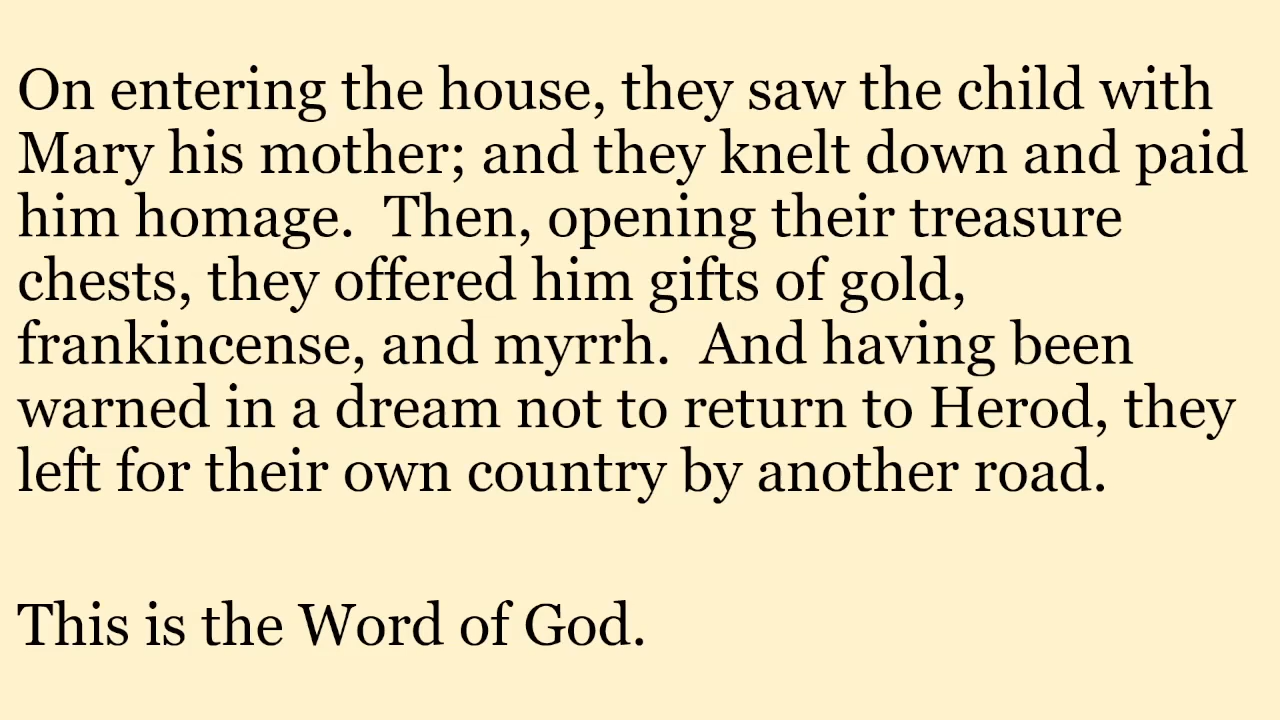 On entering the house, they saw the child with
Mary his mother; and they knelt down and paid
him homage.  Then, opening their treasure
chests, they offered him gifts of gold,
frankincense, and myrrh.  And having been
warned in a dream not to return to Herod, they
left for their own country by another road.
This is the Word of God.